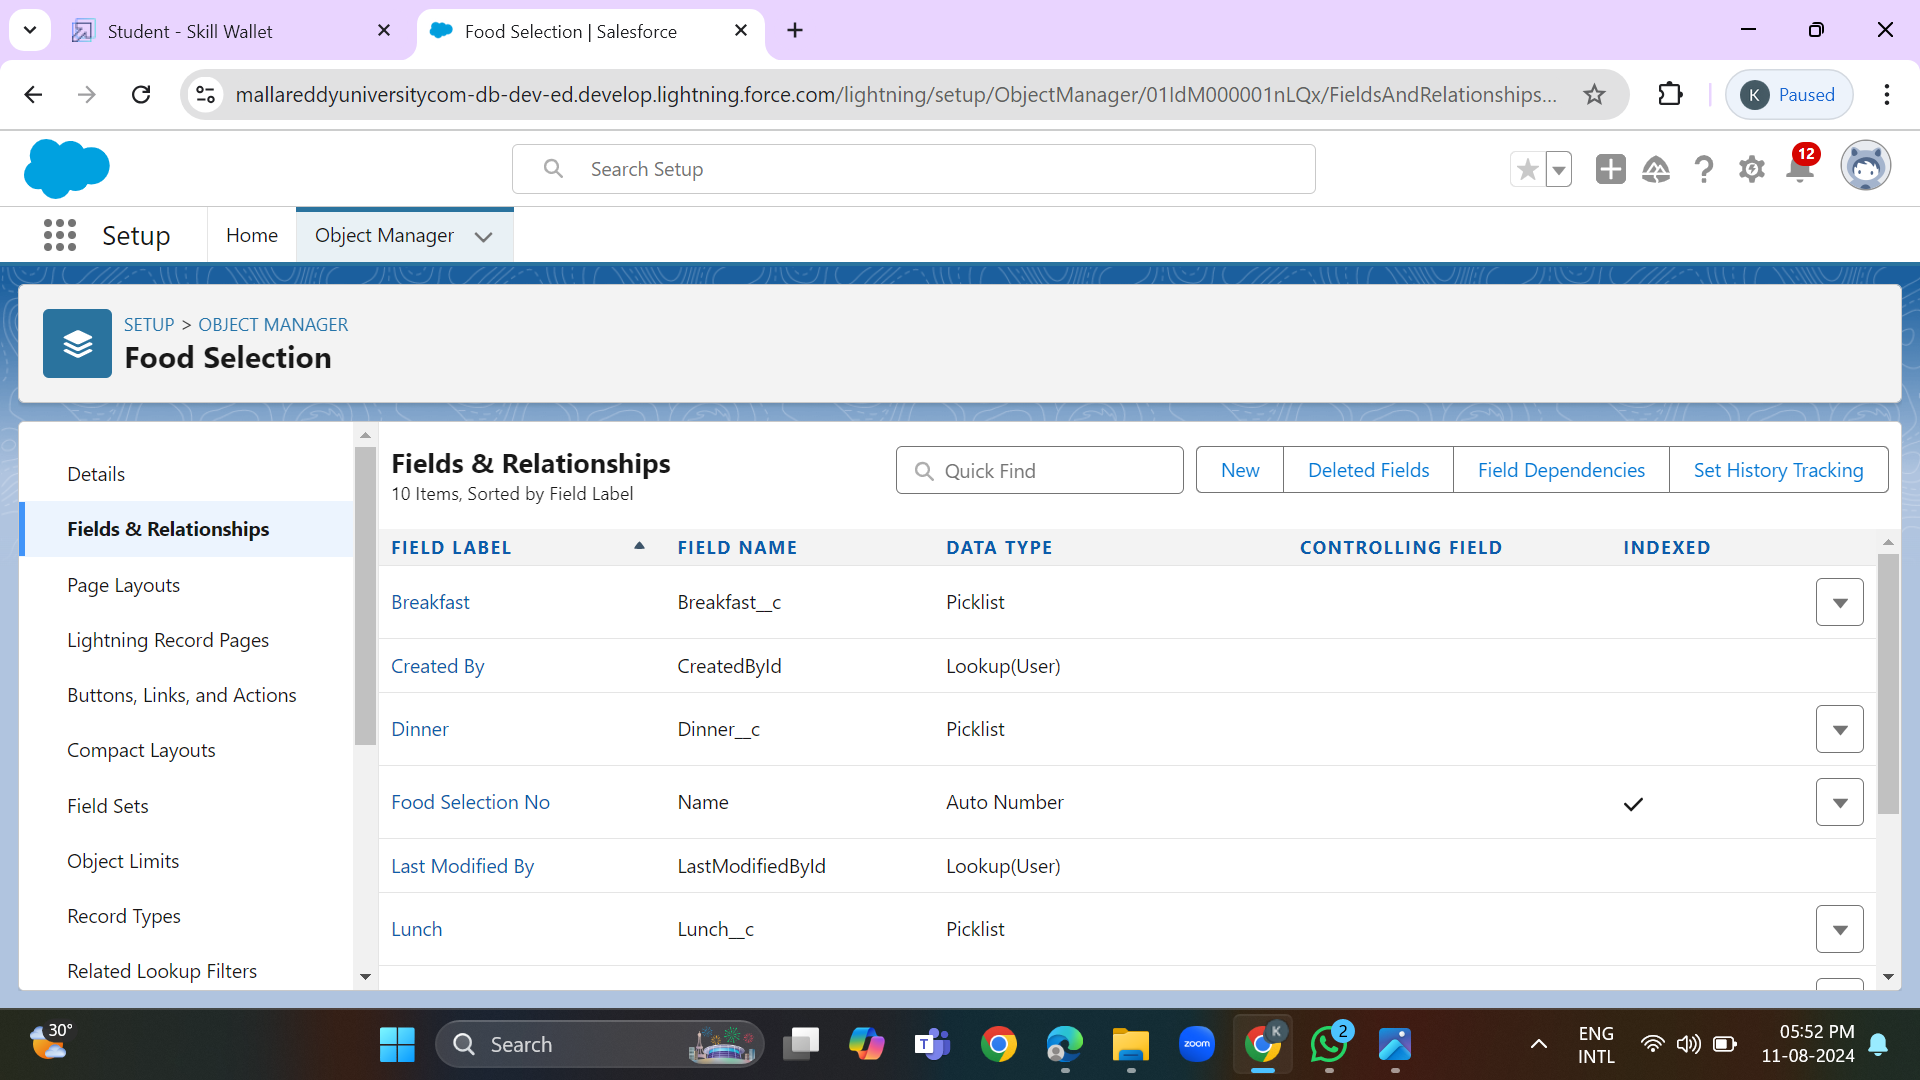 Student - Skill Wallet
Food Selection | Salesforce
mallareddyuniversitycom-db-dev-ed.develop.lightning.force.com/lightning/setup/ObjectManager/01IdM000001nLQx/FieldsAndRelationships...
K
Paused
Search Setup
12
Setup
Home
Object Manager
SETUP > OBJECT MANAGER
Food Selection
Details
Fields & Relationships
Page Layouts
Lightning Record Pages
Buttons, Links, and Actions
Compact Layouts
Field Sets
Object Limits
Record Types
Related Lookup Filters
Fields & Relationships
10 Items, Sorted by Field Label
Quick Find
New
Deleted Fields
Field Dependencies
Set History Tracking
FIELD LABEL FIELD NAME DATA TYPE CONTROLLING FIELD INDEXED
Breakfast Breakfast__c Picklist
Created By CreatedById Lookup(User)
Dinner Dinner__c Picklist
Food Selection No Name Auto Number
Last Modified By LastModifiedById Lookup(User)
Lunch Lunch__c Picklist
30°
Search
T
zoom
K
2
ENG
INTL
05:52 PM
11-08-2024